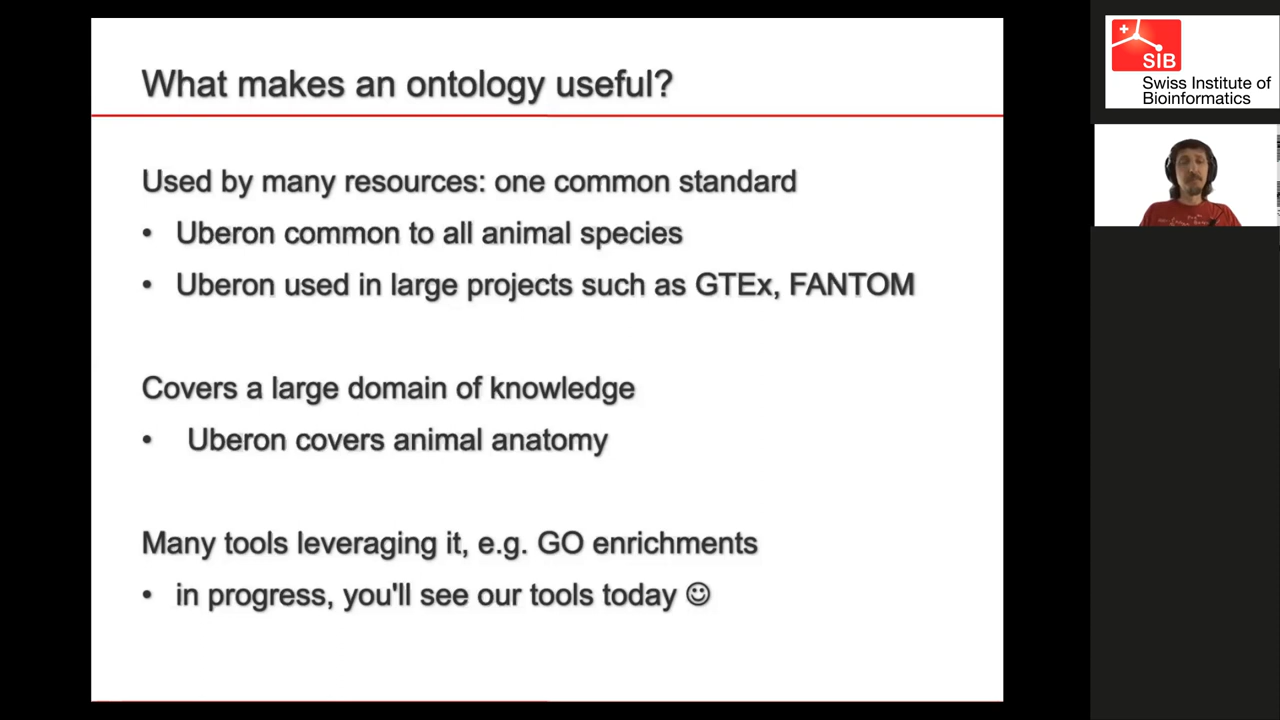 What makes an ontology useful?
Used by many resources: one common standard
• Uberon common to all animal species
• Uberon used in large projects such as GTEx, FANTOM
Covers a large domain of knowledge
• Uberon covers animal anatomy
Many tools leveraging it, e.g. GO enrichments
• in progress, you'll see our tools today ☺
SIB
Swiss Institute of
Bioinformatics